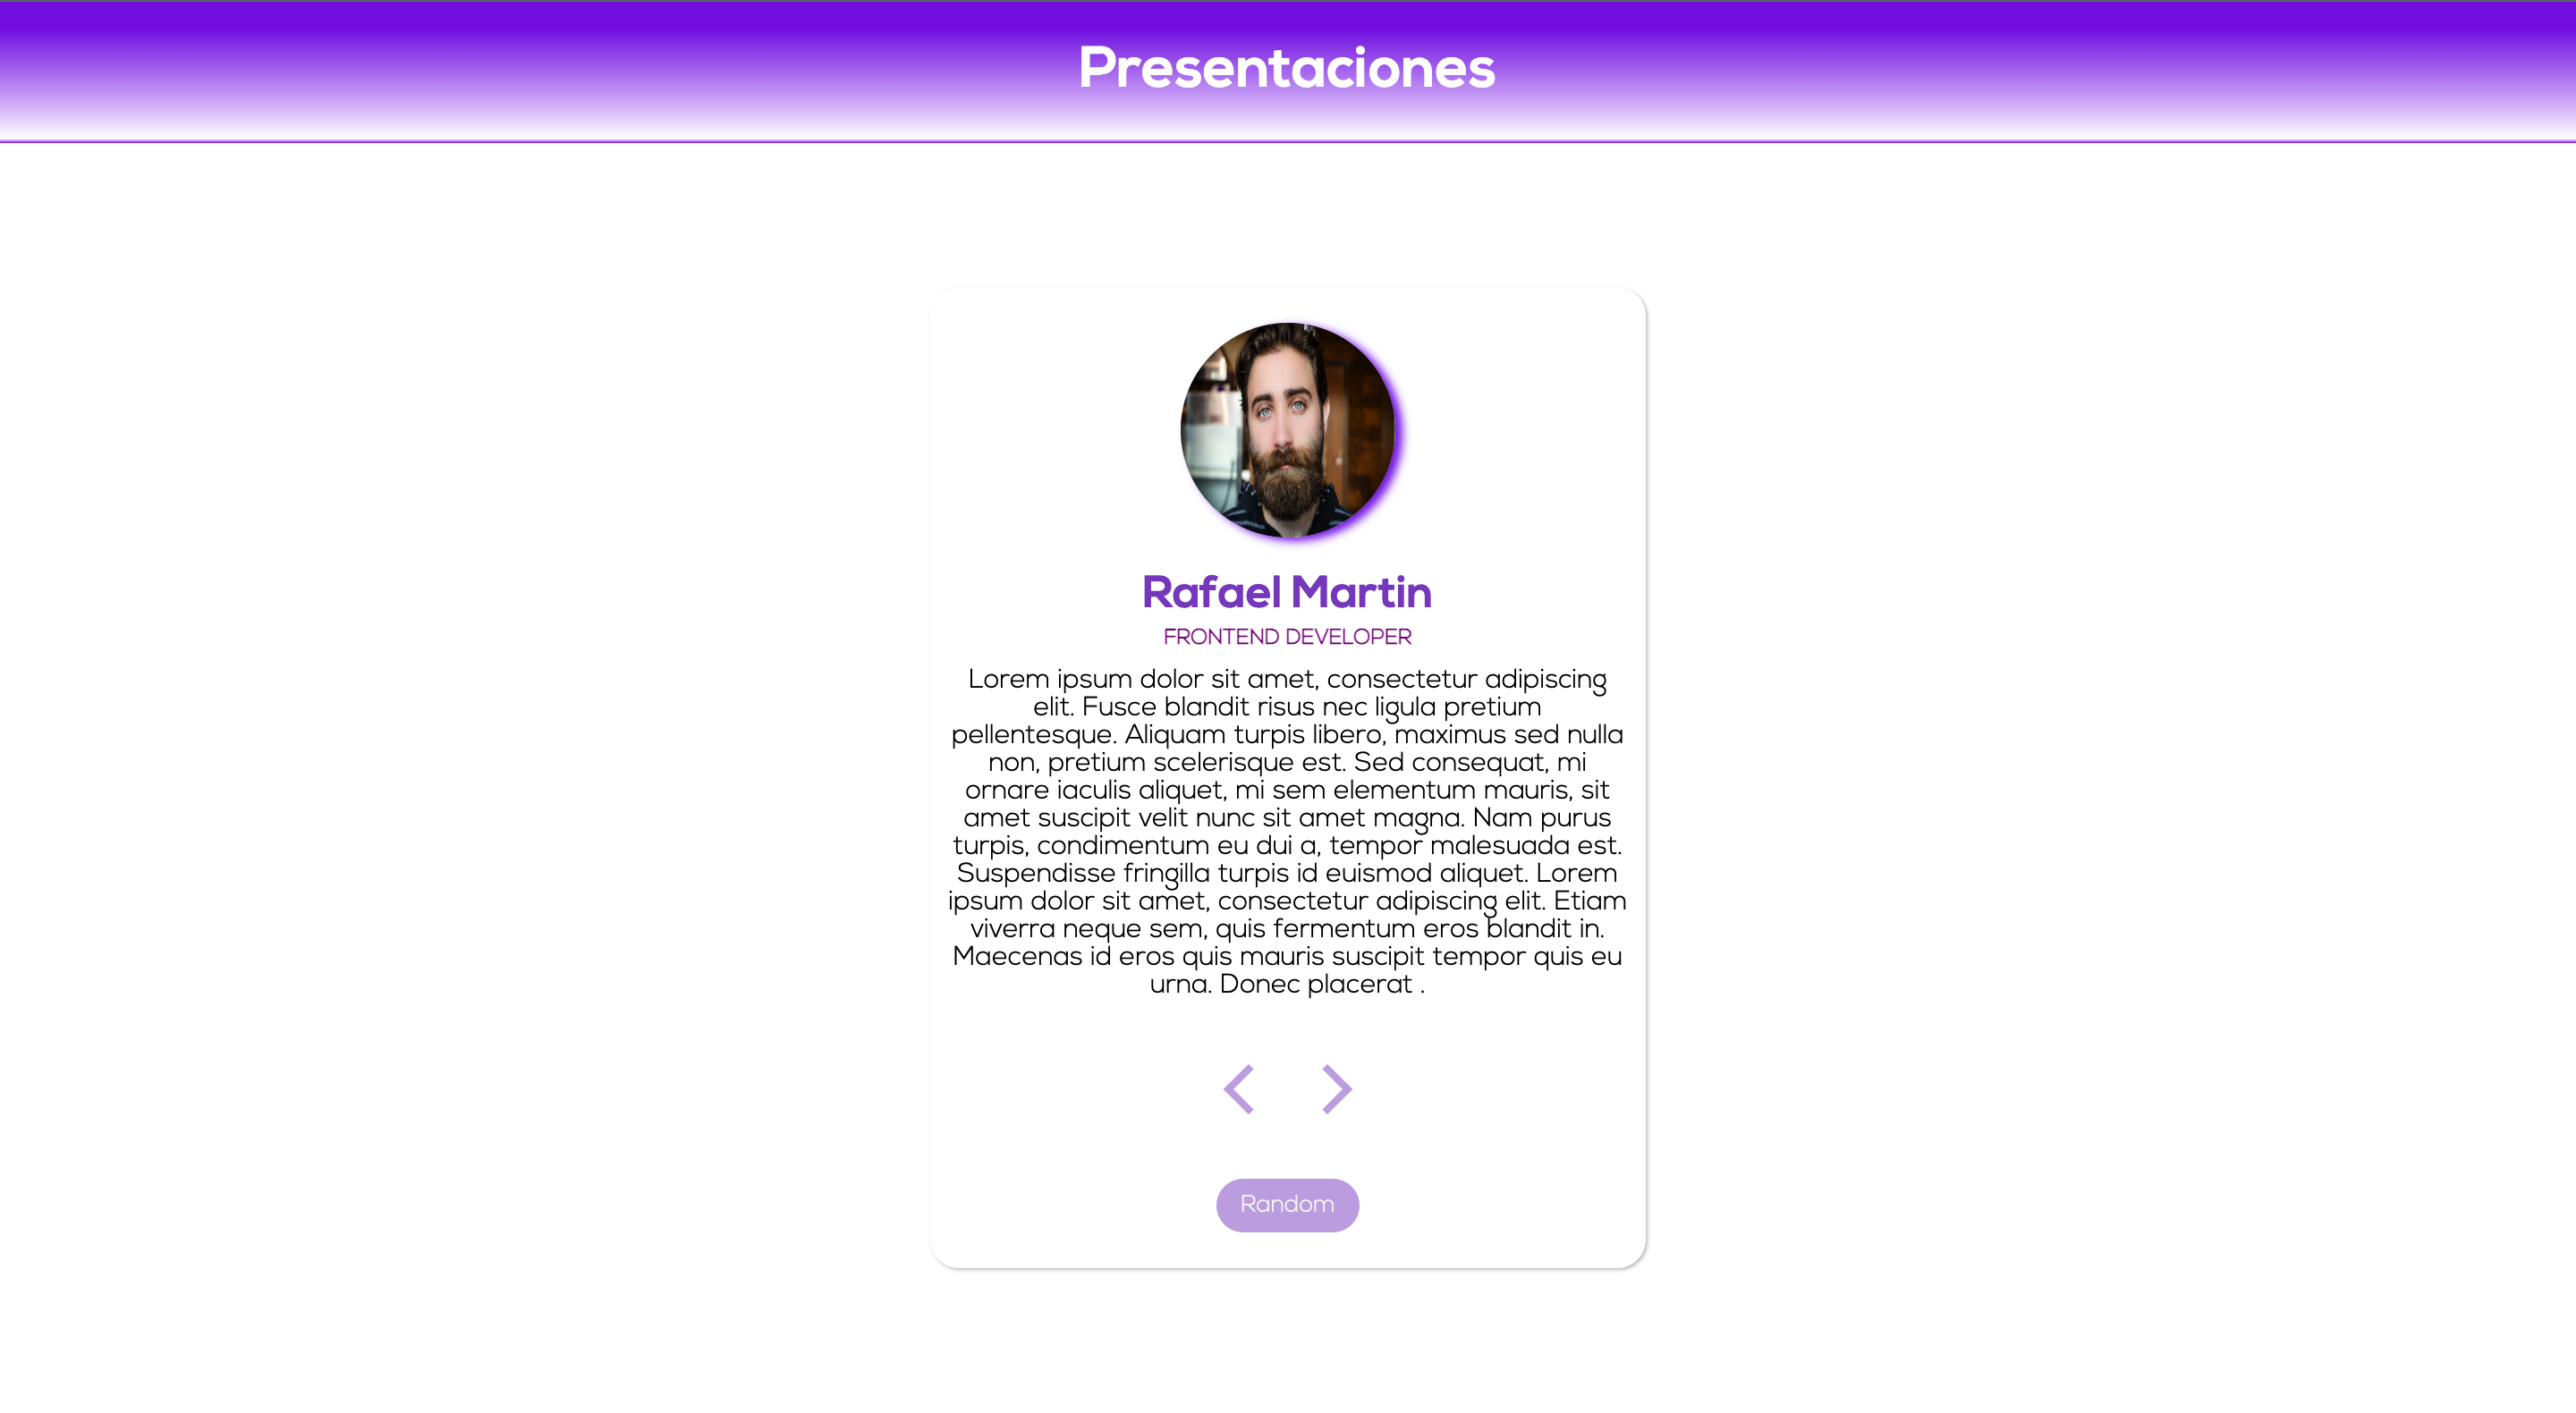 Presentaciones
Rafael Martin
FRONTEND DEVELOPER
Lorem ipsum dolor sit amet, consectetur adipiscing
elit. Fusce blandit risus nec ligula pretium
pellentesque. Aliquam turpis libero, maximus sed nulla
non, pretium scelerisque est. Sed consequat, mi
ornare iaculis aliquet, mi sem elementum mauris, sit
amet suscipit velit nunc sit amet magna. Nam purus
turpis, condimentum eu dui a, tempor malesuada est.
Suspendisse fringilla turpis id euismod aliquet. Lorem
ipsum dolor sit amet, consectetur adipiscing elit. Etiam
viverra neque sem, quis fermentum eros blandit in.
Maecenas id eros quis mauris suscipit tempor quis eu
urna. Donec placerat .
Random